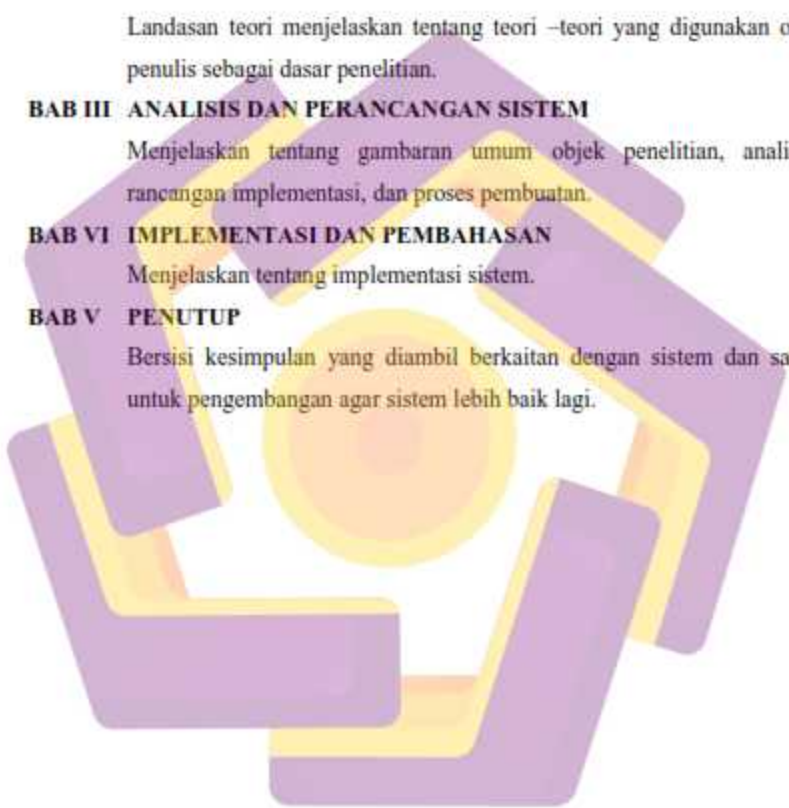 Landasan teori menjelaskan tentang teori –teori yang digunakan o
penulis sebagai dasar penelitian.
BAB III ANALISIS DAN PERANCANGAN SISTEM
Menjelaskan tentang gambaran umum objek penelitian, anali
rancangan implementasi, dan proses pembuatan.
BAB VI IMPLEMENTASI DAN PEMBAHASAN
Menjelaskan tentang implementasi sistem.
BAB V PENUTUP
Bersisi kesimpulan yang diambil berkaitan dengan sistem dan sa
untuk pengembangan agar sistem lebih baik lagi.